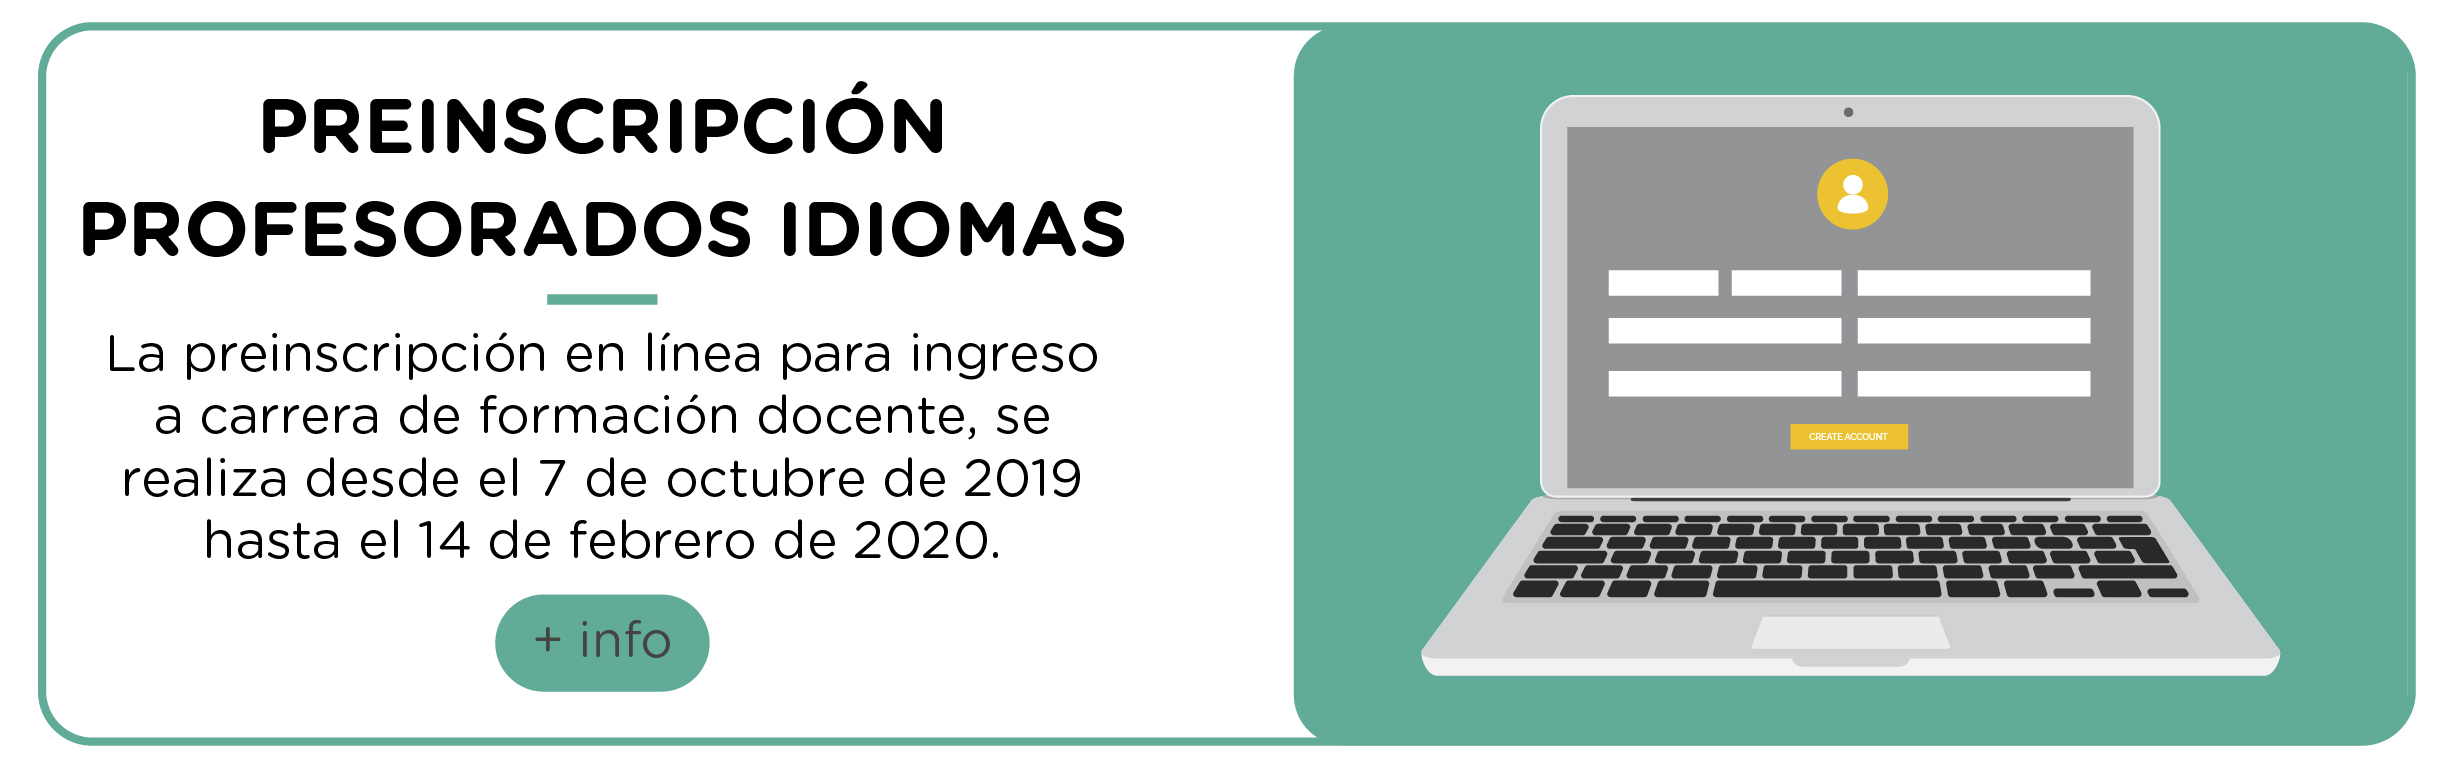 PREINSCRIPCIÓN
PROFESORADOS IDIOMAS
La preinscripción en línea para ingreso
a carrera de formación docente, se
realiza desde el 7 de octubre de 2019
hasta el 14 de febrero de 2020.
+ info
CREATE ACCOUNT